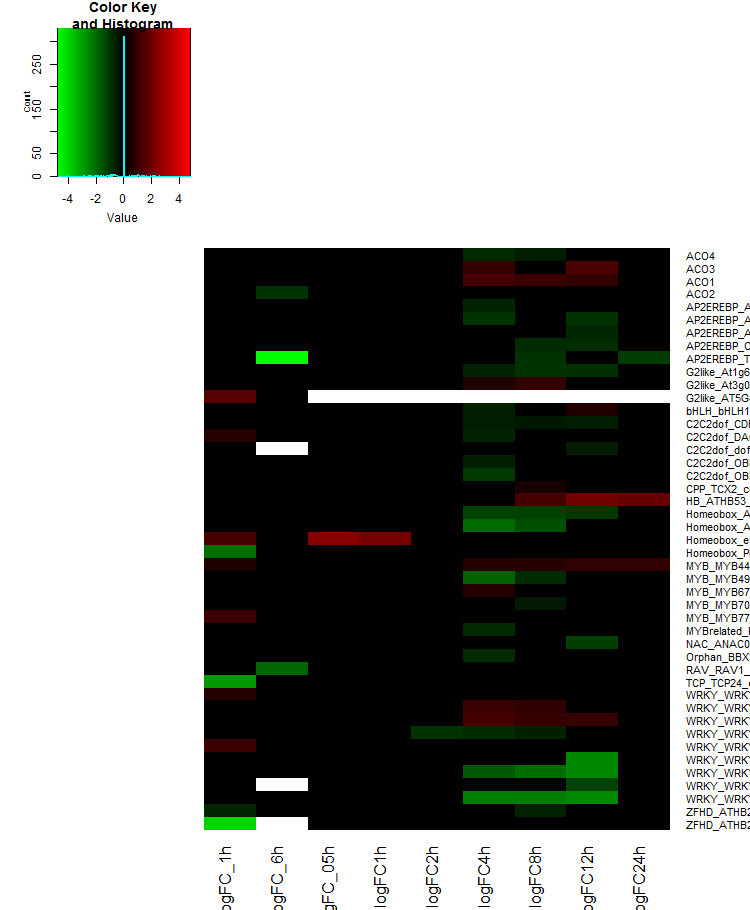 Color Key
and Histogram
Count
0
50
150
250
-4 -2 0 2 4
Value
ACO4
ACO3
ACO1
ACO2
AP2EREBP_A
AP2EREBP_A
AP2EREBP_A
AP2EREBP_C
AP2EREBP_T
G2like_At1g6
G2like_At3g0
G2like_AT5G
bHLH_bHLH1
C2C2dof_CD
C2C2dof_DA
C2C2dof_dof
C2C2dof_OB
C2C2dof_OB
CPP_TCX2_c
HB_ATHB53_
Homeobox_A
Homeobox_A
Homeobox_e
Homeobox_P
MYB_MYB44
MYB_MYB49
MYB_MYB67
MYB_MYB70
MYB_MYB77
MYBrelated_
NAC_ANAC0
Orphan_BBX
RAV_RAV1_
TCP_TCP24_
WRKY_WRK
WRKY_WRK
WRKY_WRK
WRKY_WRK
WRKY_WRK
WRKY_WRK
WRKY_WRK
WRKY_WRK
WRKY_WRK
ZFHD_ATHB2
ZFHD_ATHB2
ogFC_1h
ogFC_6h
gFC_05h
logFC1h
logFC2h
logFC4h
logFC8h
ogFC12h
ogFC24h